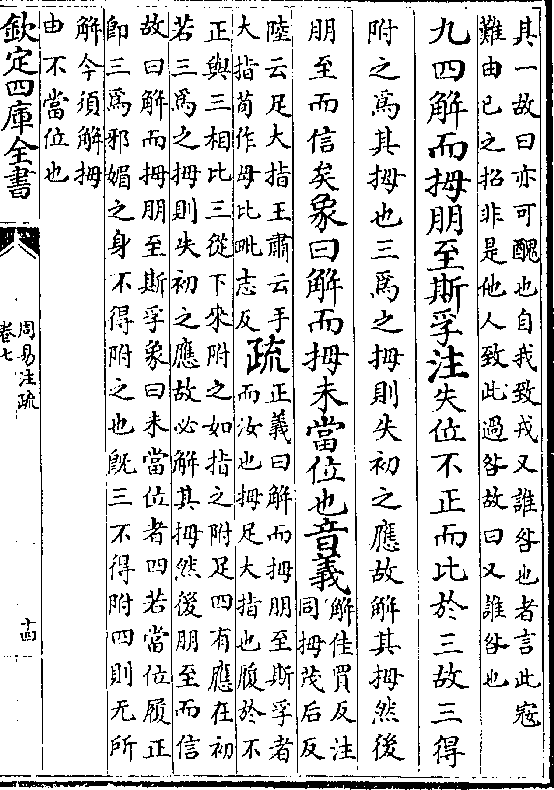 其一故曰亦可醜也自我致戎又誰咎也者言此寇
難由已之招非是他人致此過咎故曰又誰咎也
九四解而拇朋至斯孚注失位不正而比於三故三得
附之為其拇也三為之拇則失初之應故解其拇然後
朋至而信矣象曰解而拇未當位也音義解佳買反注
同拇茂后反
陸云足大指王肅云手
大指荀作母比毗志反疏正義曰解而拇朋至斯孚者
而汝也拇足大指也履於不
正與三相比三從下來附之如指之附足四有應在初
若三為之拇則失初之應故必解其拇然後朋至而信
故曰解而拇朋至斯孚象曰未當位者四若當位履正
卽三為邪媚之身不得附之也旣三不得附四則无所
解今須解拇
由不當位也
欽定四庫全書
周易注疏
卷七
十四